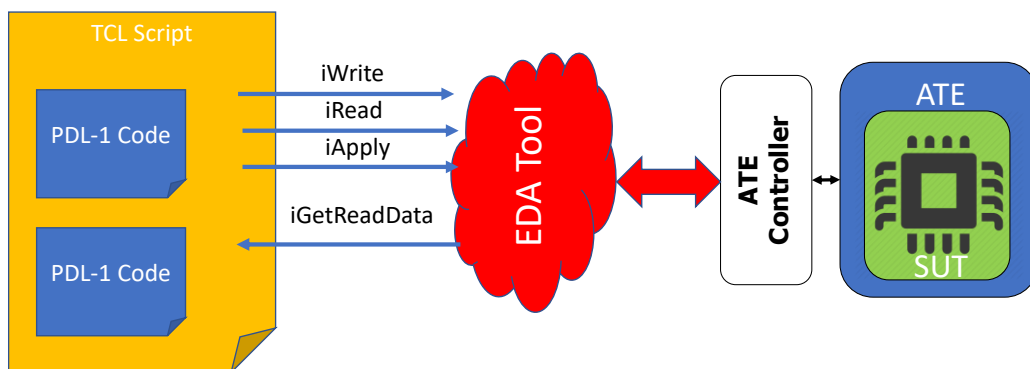 TCL Script
PDL-1 Code
PDL-1 Code
iWrite
iRead
iApply
iGetReadData
EDA Tool
ATE
Controller
ATE
SUT